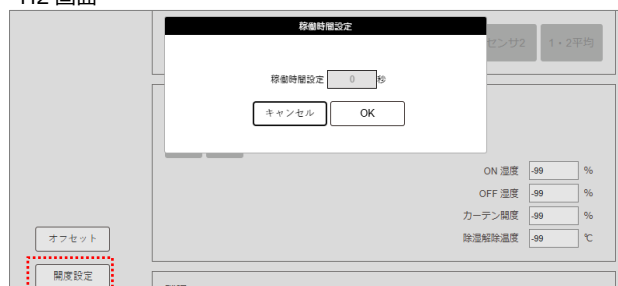 稼働時間設定
センサ2 1・2平均
稼働時間設定 0 秒
キャンセル OK
ON 湿度 -99 %
OFF 湿度 -99 %
カーテン開度 -99 %
オフセット 除湿解除温度 -99 ℃
開度設定